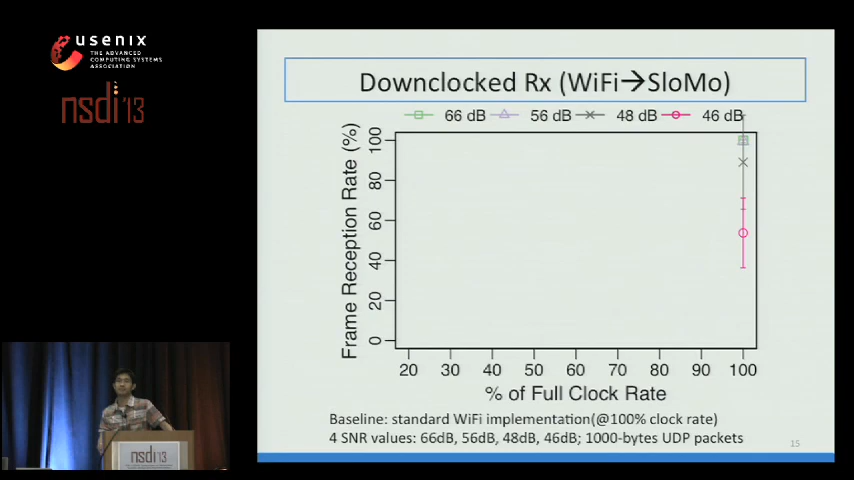 usenix
THE ADVANCED
COMPUTING SYSTEMS
ASSOCIATION
nsdi '13
Downclocked Rx (WiFi→SloMo)
66 dB 56 dB 48 dB 46 dB
Frame Reception Rate (%)
100
80
60
40
20
0
20 30 40 50 60 70 80 90 100
% of Full Clock Rate
Baseline: standard WiFi implementation(@100% clock rate)
4 SNR values: 66dB, 56dB, 48dB, 46dB; 1000-bytes UDP packets
15
nsdi'13